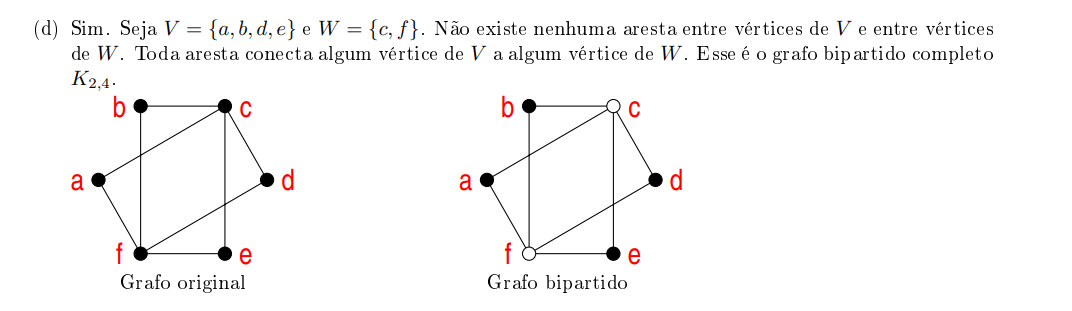 (d) Sim. Seja V = {a, b, d, e} e W = {c, f}. Não existe nenhuma aresta entre vértices de V e entre vértices
de W. Toda aresta conecta algum vértice de V a algum vértice de W. Esse é o grafo bipartido completo
K₂,₄.
b c b c
a d a d
f e f e
Grafo original Grafo bipartido